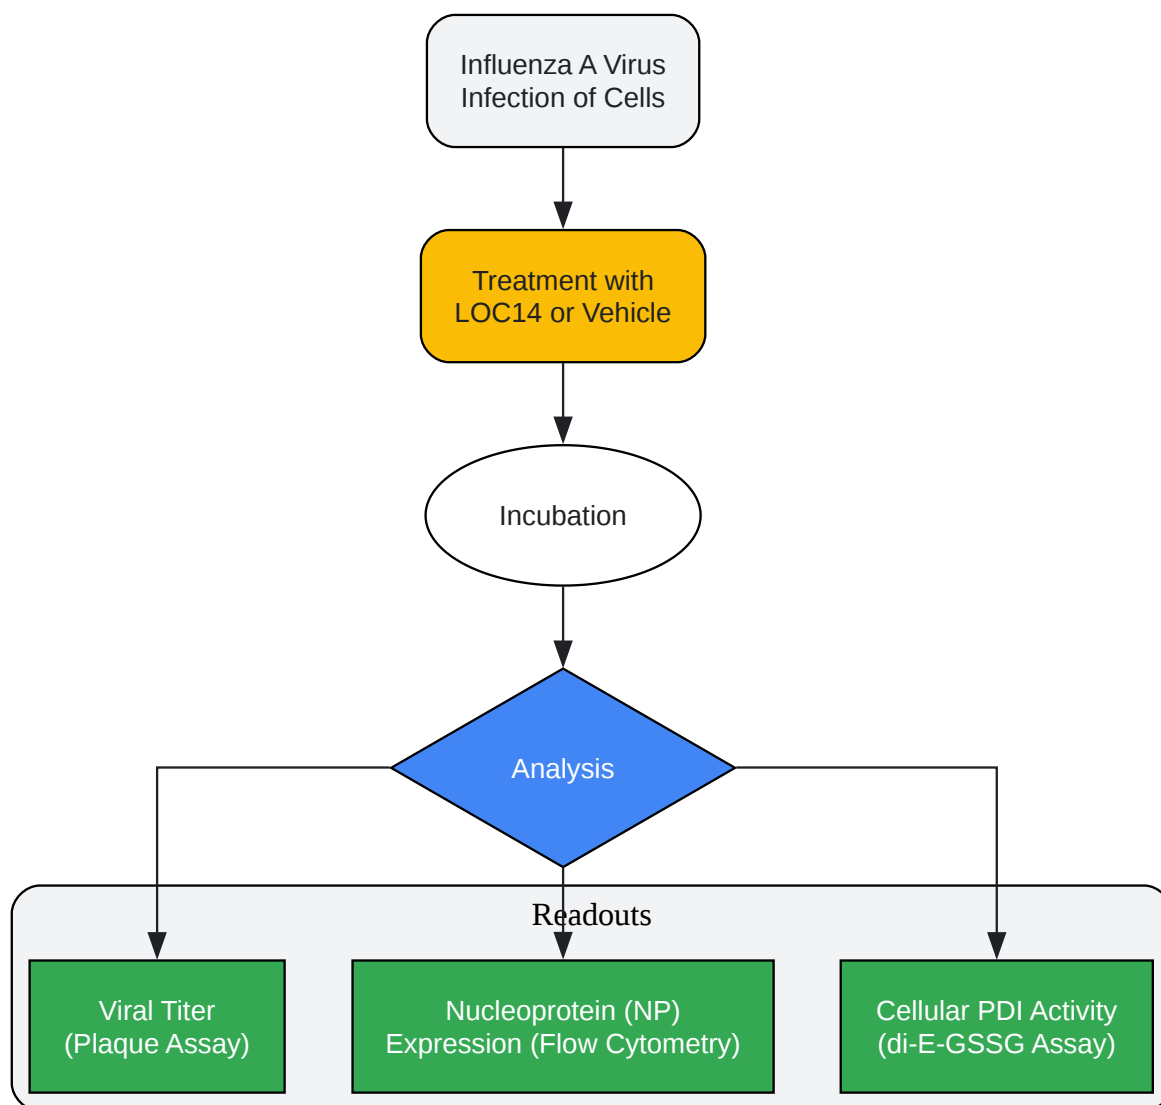 Influenza A Virus
Infection of Cells
Treatment with
LOC14 or Vehicle
Incubation
Analysis
Readouts
Viral Titer
(Plaque Assay)
Nucleoprotein (NP)
Expression (Flow Cytometry)
Cellular PDI Activity
(di-E-GSSG Assay)